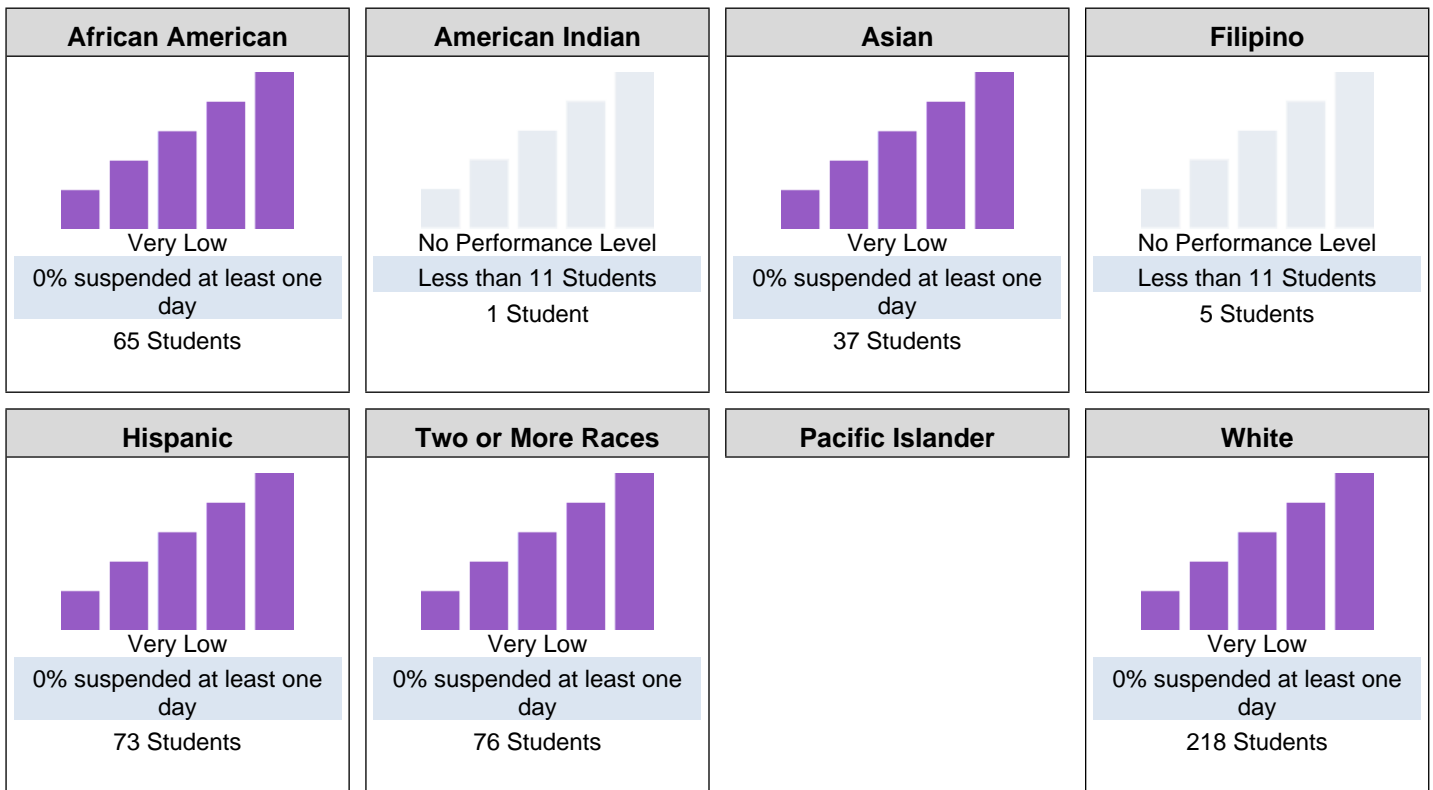 African American
Very Low
0% suspended at least one
day
65 Students
American Indian
No Performance Level
Less than 11 Students
1 Student
Asian
Very Low
0% suspended at least one
day
37 Students
Filipino
No Performance Level
Less than 11 Students
5 Students
Hispanic
Very Low
0% suspended at least one
day
73 Students
Two or More Races
Very Low
0% suspended at least one
day
76 Students
Pacific Islander
White
Very Low
0% suspended at least one
day
218 Students